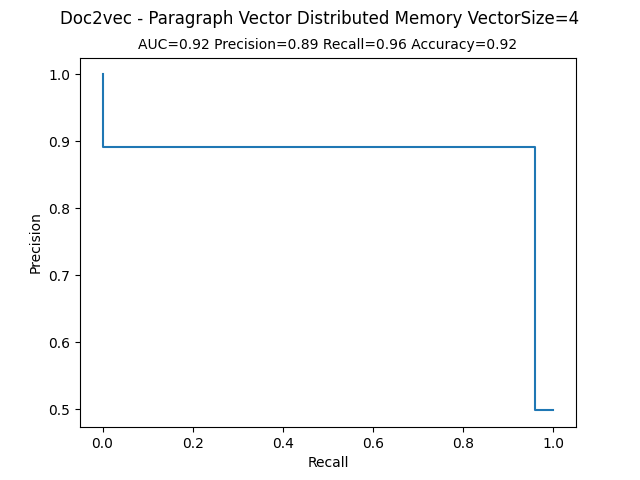 Doc2vec - Paragraph Vector Distributed Memory VectorSize=4
AUC=0.92 Precision=0.89 Recall=0.96 Accuracy=0.92
1.0
0.9
0.8
0.7
0.6
0.5
Precision
0.0 0.2 0.4 0.6 0.8 1.0
Recall